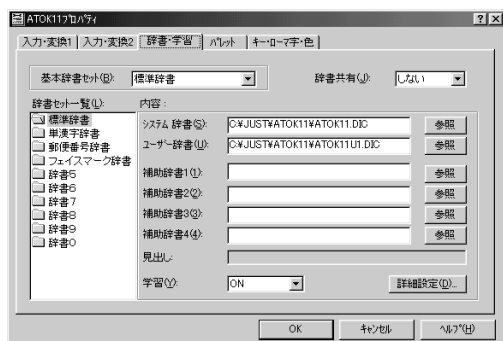 ATOK11プロパティ
入力・変換1 入力・変換2 辞書・学習 パレット キー・ローマ字・色
基本辞書セット(B): 標準辞書 辞書共有(J): しない
辞書セット一覧(L): 内容:
標準辞書
単漢字辞書
郵便番号辞書
フェイスマーク辞書
辞書5
辞書6
辞書7
辞書8
辞書9
辞書0
システム辞書(S): C:¥JUST¥ATOK11¥ATOK11.DIC 参照
ユーザー辞書(U): C:¥JUST¥ATOK11¥ATOK11U1.DIC 参照
補助辞書1(1): 参照
補助辞書2(2): 参照
補助辞書3(3): 参照
補助辞書4(4): 参照
見出し:
学習(Y): ON 詳細設定(D)...
OK キャンセル ヘルプ(H)